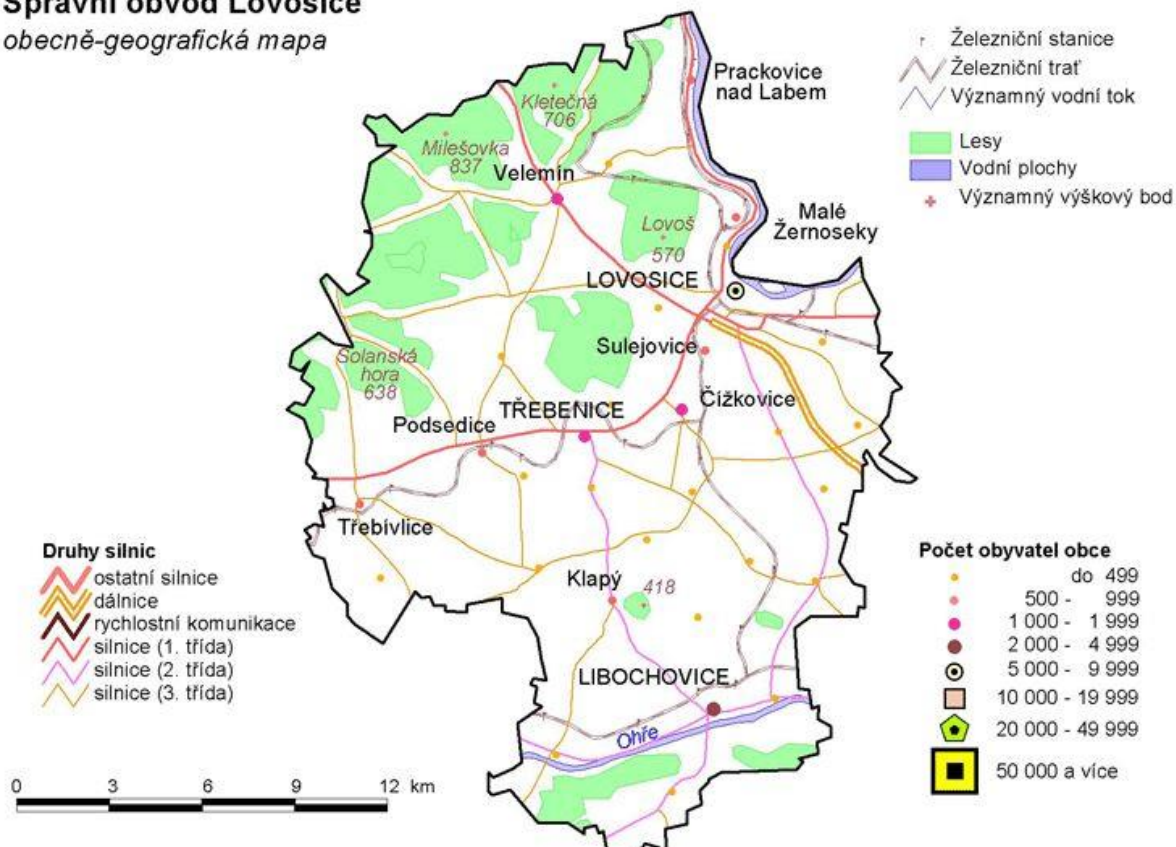 Správní obvod Lovosice
obecně-geografická mapa
Železniční stanice
Železniční trať
Významný vodní tok
Lesy
Vodní plochy
Významný výškový bod
Prackovice
nad Labem
Kletečná
706
Milešovka
837
Velemín
Malé
Žernoseky
Lovoš
570
LOVOSICE
Sulejovice
Solanská
hora
638
Čížkovice
TŘEBENICE
Podsedice
Třebívlice
Klapý
418
LIBOCHOVICE
Ohře
Druhy silnic
ostatní silnice
dálnice
rychlostní komunikace
silnice (1. třída)
silnice (2. třída)
silnice (3. třída)
Počet obyvatel obce
do 499
500 - 999
1 000 - 1 999
2 000 - 4 999
5 000 - 9 999
10 000 - 19 999
20 000 - 49 999
50 000 a více
0 3 6 9 12 km